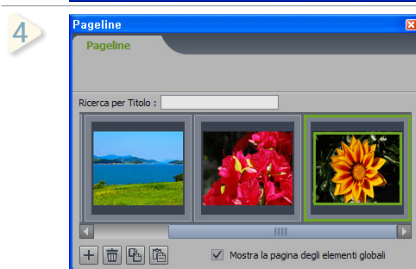 4
Pageline
Pageline
Ricerca per Titolo :
Mostra la pagina degli elementi globali